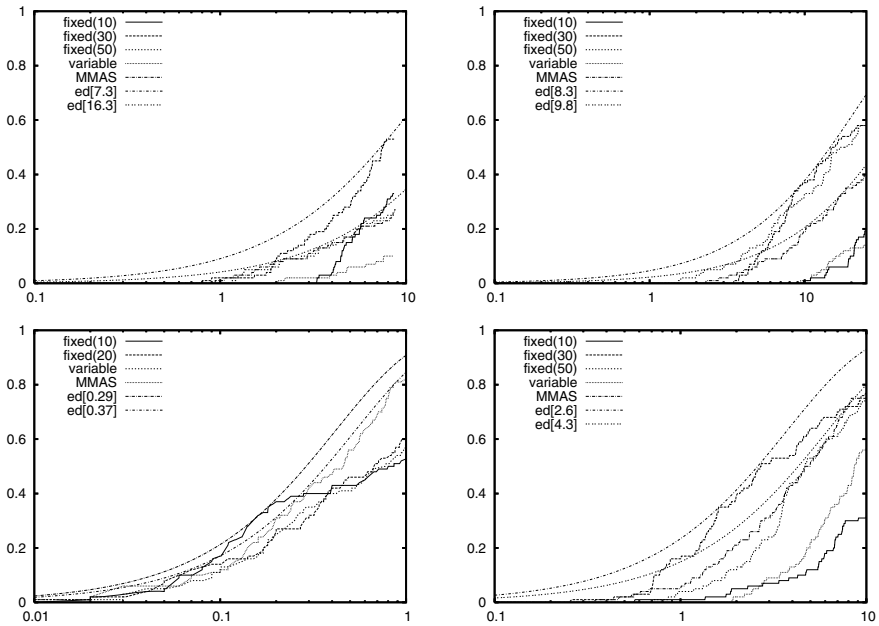 1
0.8
0.6
0.4
0.2
0
0.1
1
10
fixed(10)
fixed(30)
fixed(50)
variable
MMAS
ed[7.3]
ed[16.3]
1
0.8
0.6
0.4
0.2
0
0.1
1
10
fixed(10)
fixed(30)
fixed(50)
variable
MMAS
ed[8.3]
ed[9.8]
1
0.8
0.6
0.4
0.2
0
0.01
0.1
1
fixed(10)
fixed(20)
variable
MMAS
ed[0.29]
ed[0.37]
1
0.8
0.6
0.4
0.2
0
0.1
1
10
fixed(10)
fixed(30)
fixed(50)
variable
MMAS
ed[2.6]
ed[4.3]